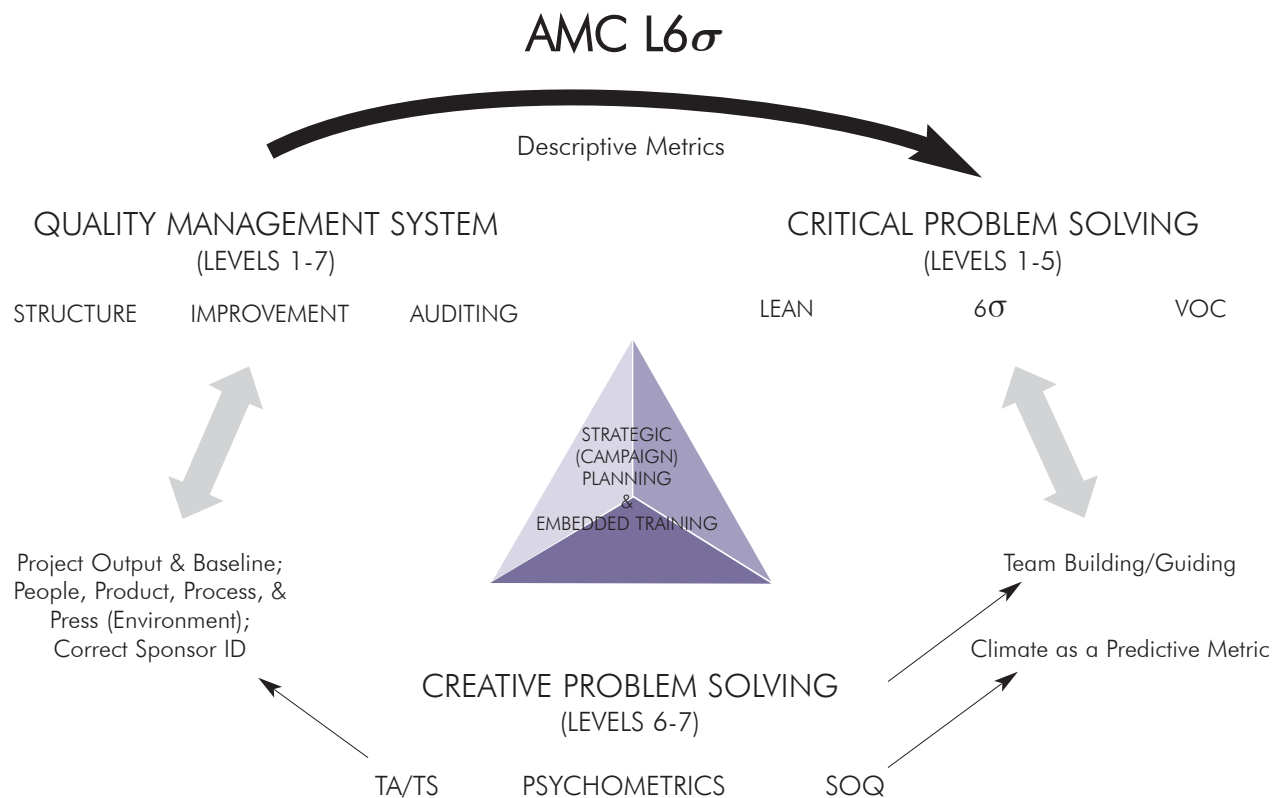 AMC L6σ
Descriptive Metrics
QUALITY MANAGEMENT SYSTEM
(LEVELS 1-7)
STRUCTURE IMPROVEMENT AUDITING
CRITICAL PROBLEM SOLVING
(LEVELS 1-5)
LEAN 6σ VOC
STRATEGIC
(CAMPAIGN)
PLANNING
&
EMBEDDED TRAINING
Project Output & Baseline;
People, Product, Process, &
Press (Environment);
Correct Sponsor ID
Team Building/Guiding
Climate as a Predictive Metric
CREATIVE PROBLEM SOLVING
(LEVELS 6-7)
TA/TS PSYCHOMETRICS SOQ